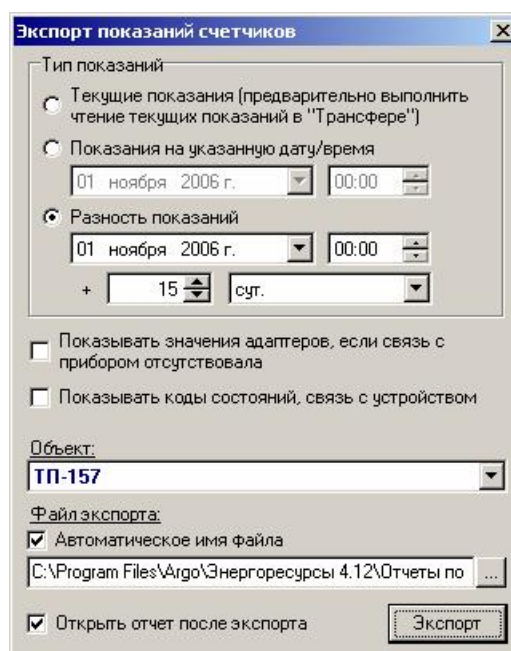 Экспорт показаний счетчиков
Тип показаний
Текущие показания (предварительно выполнить
чтение текущих показаний в "Трансфере")
Показания на указанную дату/время
01 ноября 2006 г. 00:00
Разность показаний
01 ноября 2006 г. 00:00
+ 15 сут.
Показывать значения адаптеров, если связь с
прибором отсутствовала
Показывать коды состояний, связь с устройством
Объект:
ТП-157
Файл экспорта:
Автоматическое имя файла
C:\Program Files\Argo\Энергоресурсы 4.12\Отчеты по ...
Открыть отчет после экспорта Экспорт